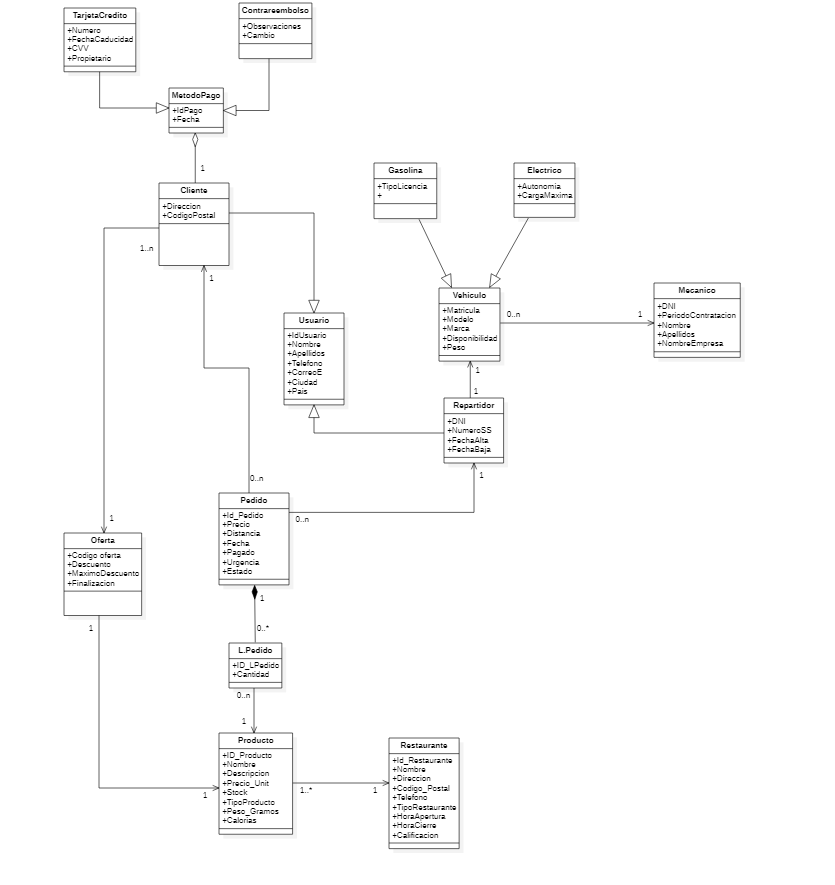 TarjetaCredito
+Numero
+FechaCaducidad
+CVV
+Propietario
Contrareembolso
+Observaciones
+Cambio
MetodoPago
+IdPago
+Fecha
1
Cliente
+Direccion
+CodigoPostal
1..n
1
Gasolina
+TipoLicencia
+
Electrico
+Autonomia
+CargaMaxima
Vehiculo
+Matricula
+Modelo
+Marca
+Disponibilidad
+Peso
0..n
1
Mecanico
+DNI
+PeriodoContratacion
+Nombre
+Apellidos
+NombreEmpresa
Usuario
+IdUsuario
+Nombre
+Apellidos
+Telefono
+CorreoE
+Ciudad
+Pais
1
1
Repartidor
+DNI
+NumeroSS
+FechaAlta
+FechaBaja
1
0..n
Pedido
+Id_Pedido
+Precio
+Distancia
+Fecha
+Pagado
+Urgencia
+Estado
0..n
1
Oferta
+Codigo oferta
+Descuento
+MaximoDescuento
+Finalizacion
1
1
0..*
L.Pedido
+ID_LPedido
+Cantidad
0..n
1
Producto
+ID_Producto
+Nombre
+Descripcion
+Precio_Unit
+Stock
+TipoProducto
+Peso_Gramos
+Calorias
1
1..*
1
Restaurante
+Id_Restaurante
+Nombre
+Direccion
+Codigo_Postal
+Telefono
+TipoRestaurante
+HoraApertura
+HoraCierre
+Calificacion